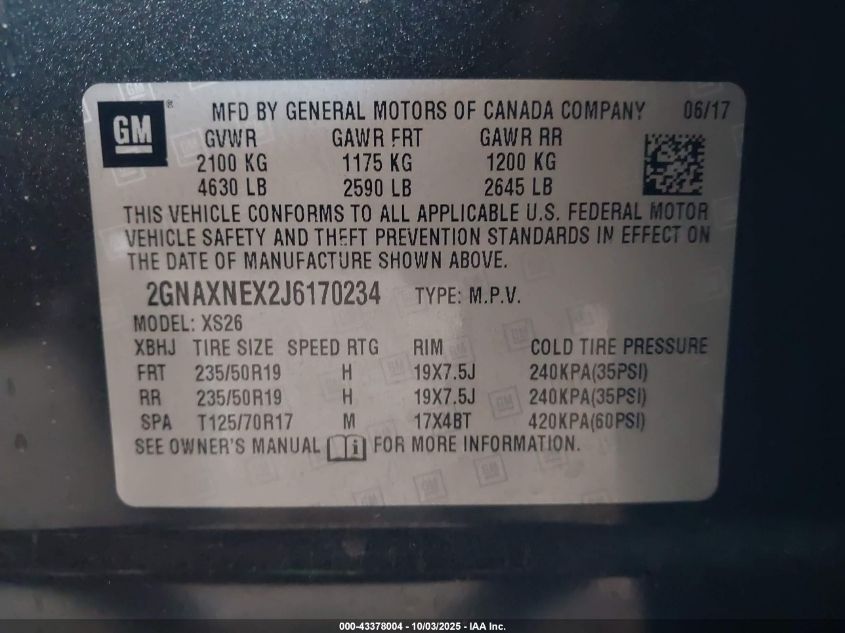 GM ® MFD BY GENERAL MOTORS OF CANADA COMPANY 06/17
GVWR GAWR FRT GAWR RR
2100 KG 1175 KG 1200 KG
4630 LB 2590 LB 2645 LB
THIS VEHICLE CONFORMS TO ALL APPLICABLE U.S. FEDERAL MOTOR
VEHICLE SAFETY AND THEFT PREVENTION STANDARDS IN EFFECT ON
THE DATE OF MANUFACTURE SHOWN ABOVE.
2GNAXNEX2J6170234 TYPE: M.P.V.
MODEL: XS26
XBHJ TIRE SIZE SPEED RTG RIM COLD TIRE PRESSURE
FRT 235/50R19 H 19X7.5J 240KPA(35PSI)
RR 235/50R19 H 19X7.5J 240KPA(35PSI)
SPA T125/70R17 M 17X4BT 420KPA(60PSI)
SEE OWNER'S MANUAL i FOR MORE INFORMATION.
000-43378004 - 10/03/2025 - IAA Inc.